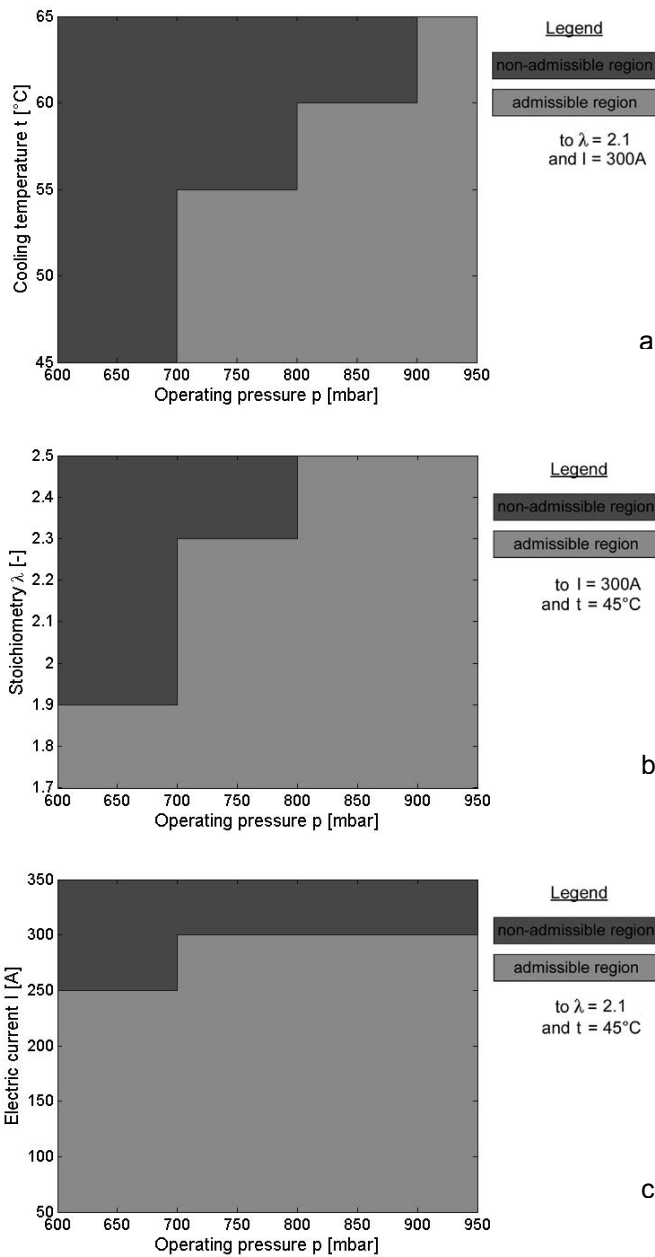 65
60
55
50
45
Cooling temperature t [°C]
600 650 700 750 800 850 900 950
Operating pressure p [mbar]
Legend
non-admissible region
admissible region
to λ = 2.1
and I = 300A
a
2.5
2.4
2.3
2.2
2.1
2
1.9
1.8
1.7
Stoichiometry λ [-]
600 650 700 750 800 850 900 950
Operating pressure p [mbar]
Legend
non-admissible region
admissible region
to I = 300A
and t = 45°C
b
350
300
250
200
150
100
50
Electric current I [A]
600 650 700 750 800 850 900 950
Operating pressure p [mbar]
Legend
non-admissible region
admissible region
to λ = 2.1
and t = 45°C
c